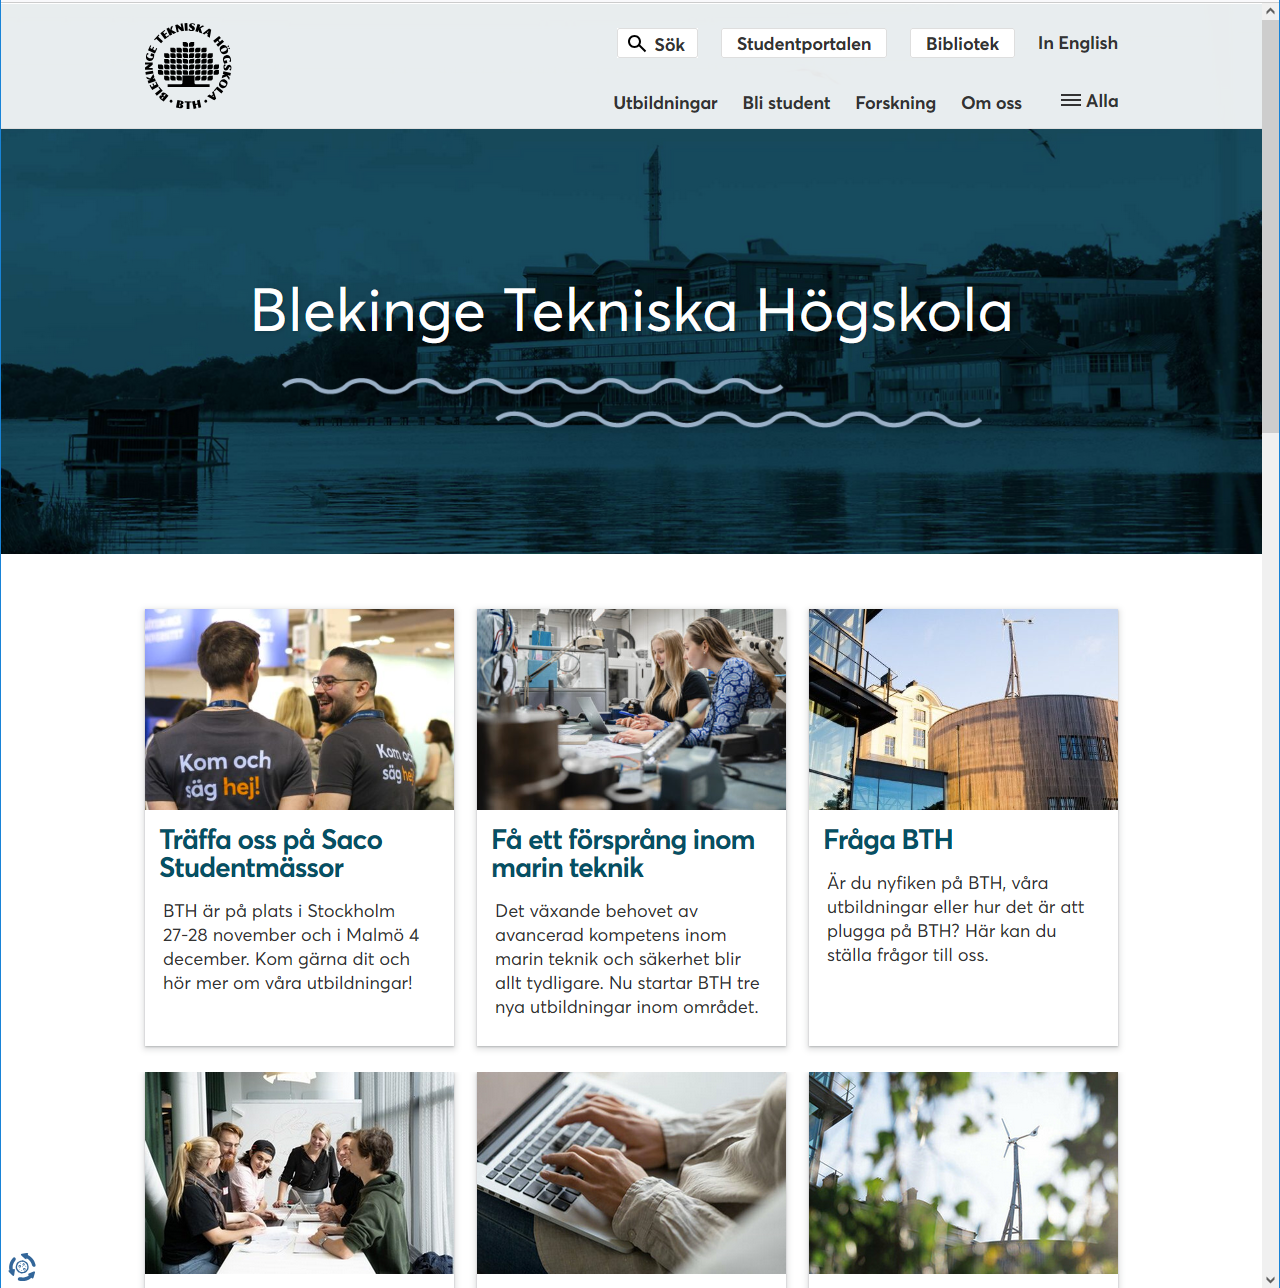 BLEKINGE TEKNISKA HÖGSKOLA · BTH ·
Sök
Studentportalen
Bibliotek
In English
Utbildningar
Bli student
Forskning
Om oss
Alla
Blekinge Tekniska Högskola
Kom och
säg hej!
Kom oc
säg he
Träffa oss på Saco
Studentmässor
BTH är på plats i Stockholm
27-28 november och i Malmö 4
december. Kom gärna dit och
hör mer om våra utbildningar!
Få ett försprång inom
marin teknik
Det växande behovet av
avancerad kompetens inom
marin teknik och säkerhet blir
allt tydligare. Nu startar BTH tre
nya utbildningar inom området.
Fråga BTH
Är du nyfiken på BTH, våra
utbildningar eller hur det är att
plugga på BTH? Här kan du
ställa frågor till oss.